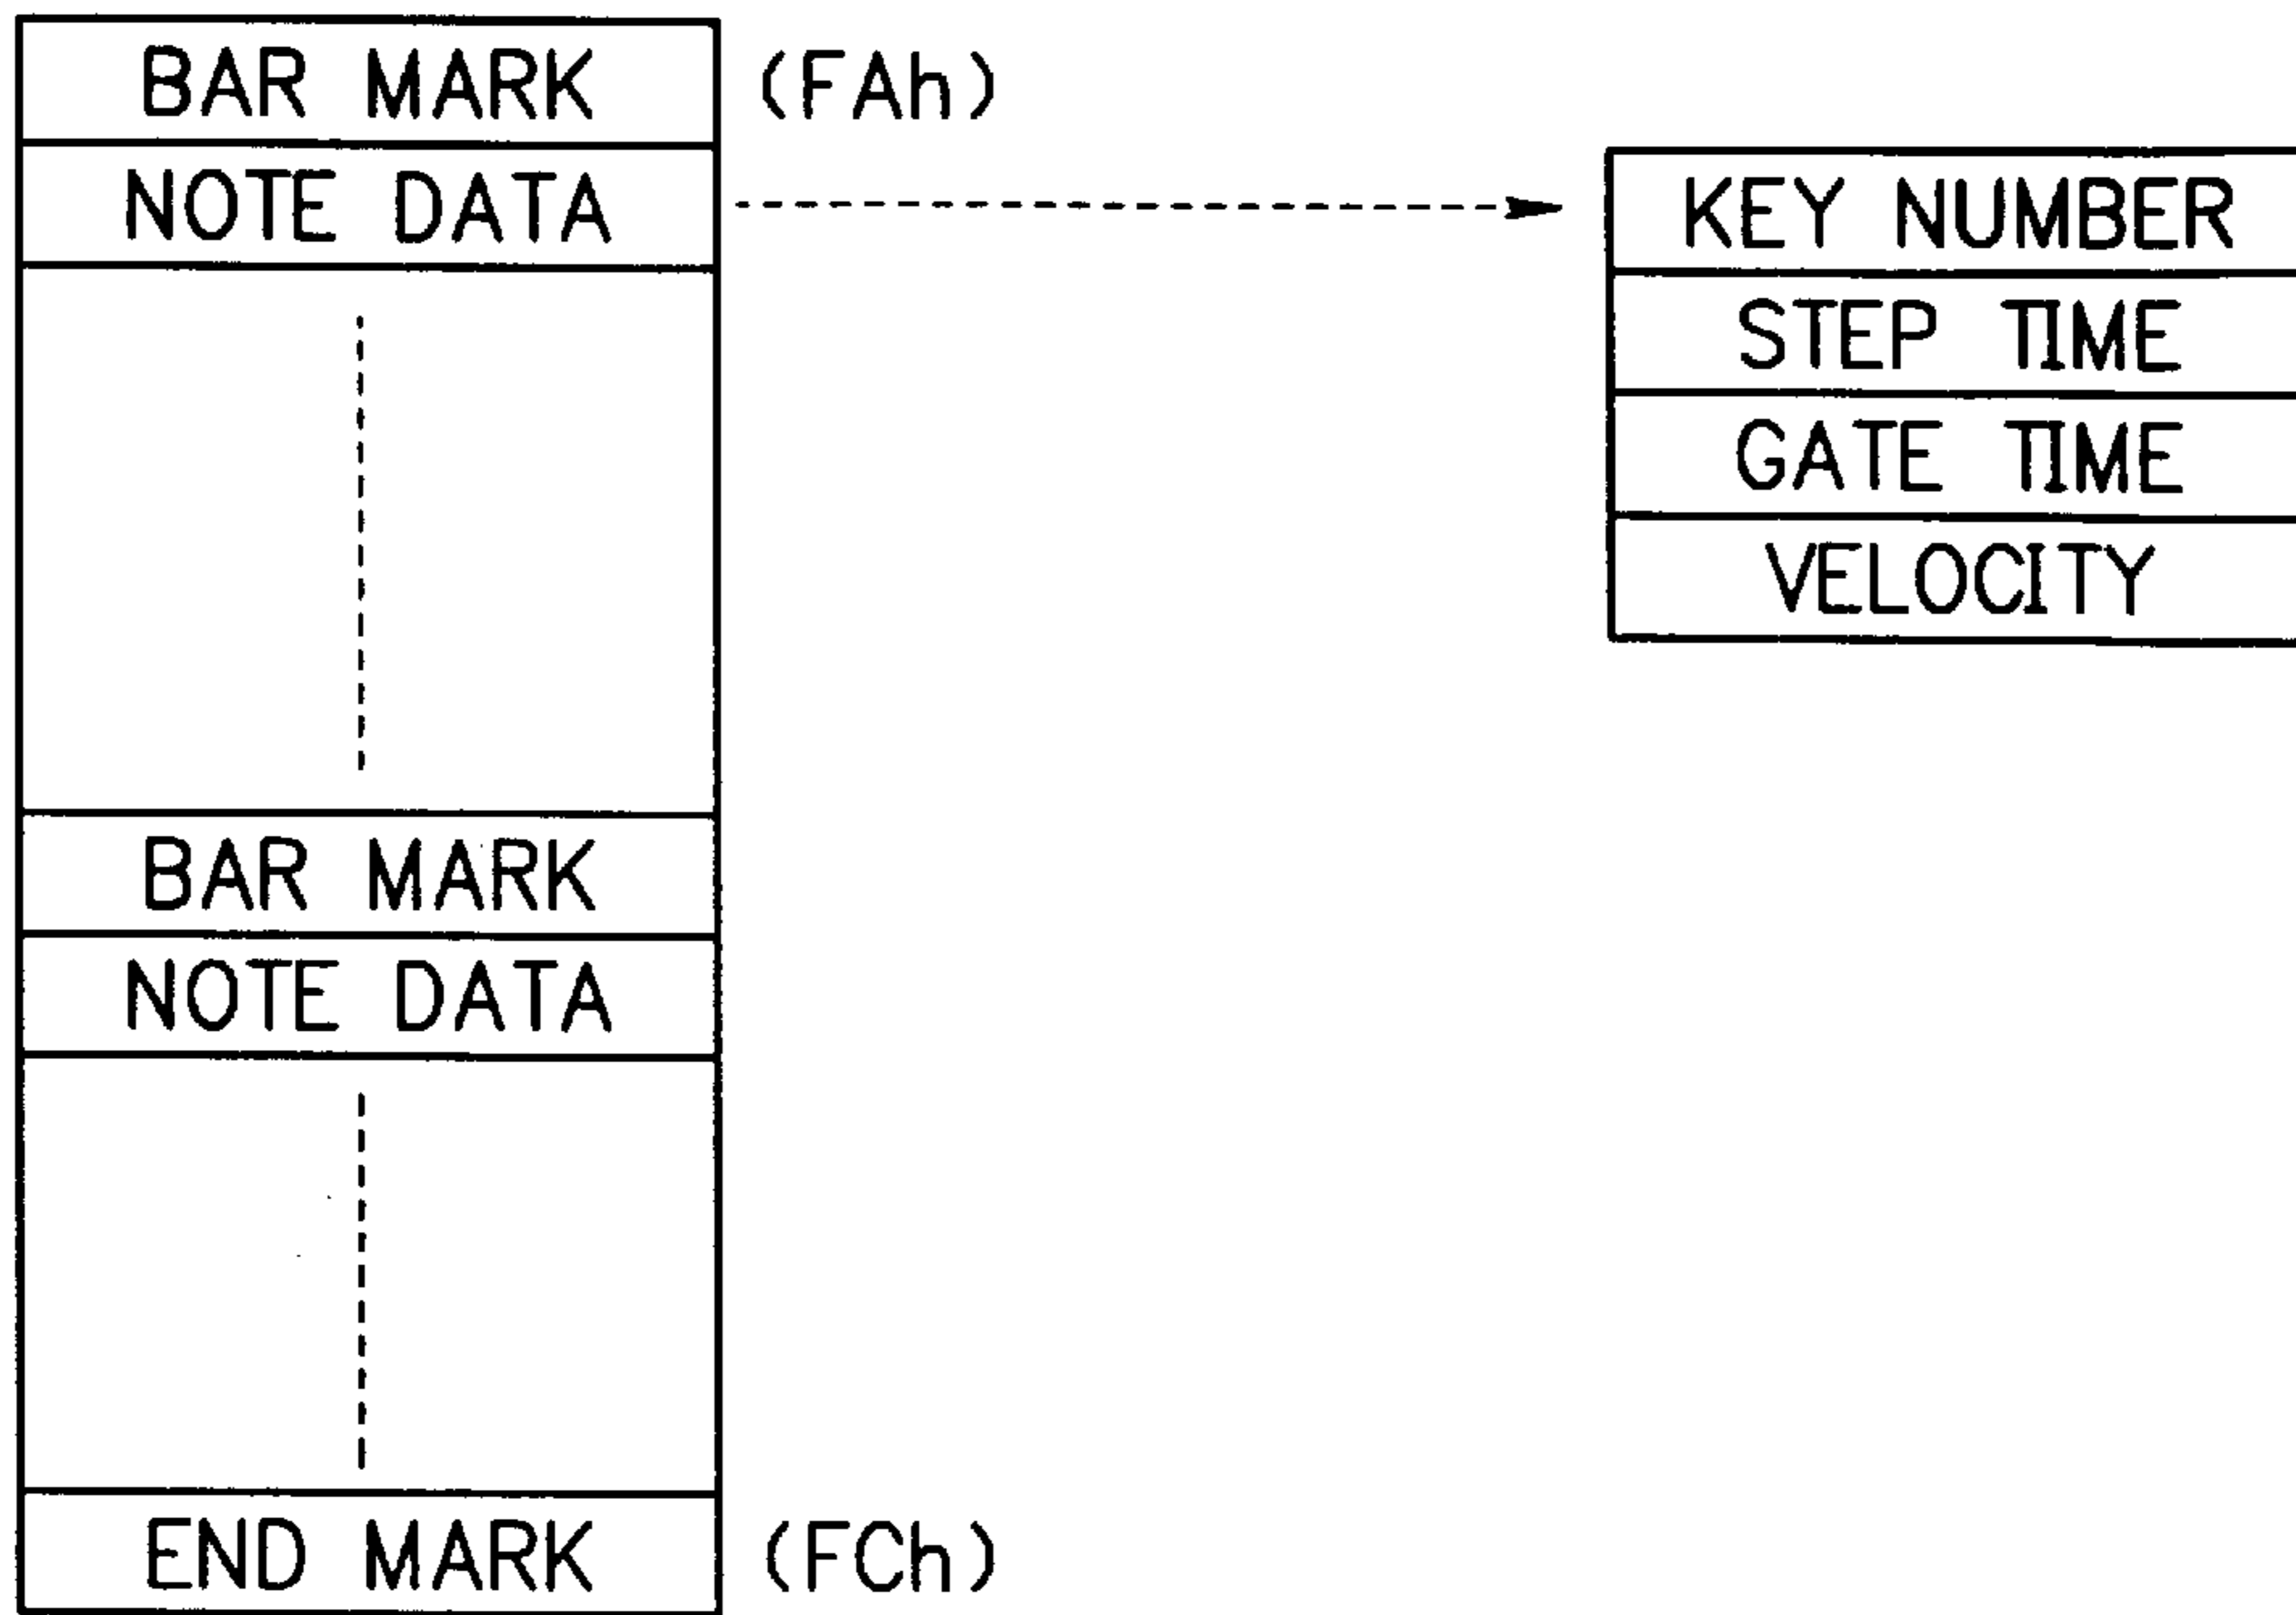 BAR MARK (FAh)
NOTE DATA
BAR MARK
NOTE DATA
END MARK (FCh)
KEY NUMBER
STEP TIME
GATE TIME
VELOCITY